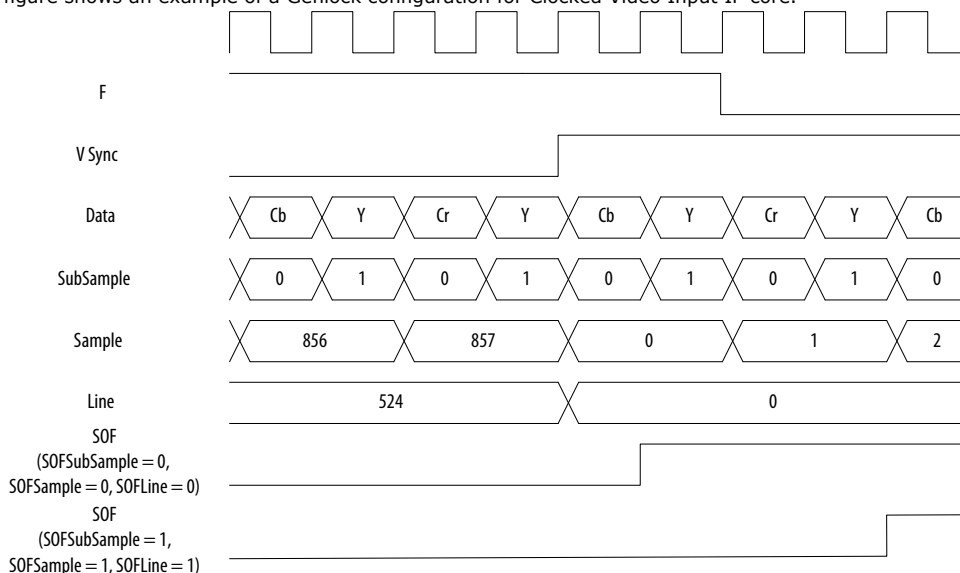 figure shows an example of a Genlock configuration for Clocked Video Input IP core.
F
V Sync
Data Cb Y Cr Y Cb Y Cr Y Cb
SubSample 0 1 0 1 0 1 0 1 0
Sample 856 857 0 1 2
Line 524 0
SOF
(SOFSubSample = 0,
SOFSample = 0, SOFLine = 0)
SOF
(SOFSubSample = 1,
SOFSample = 1, SOFLine = 1)